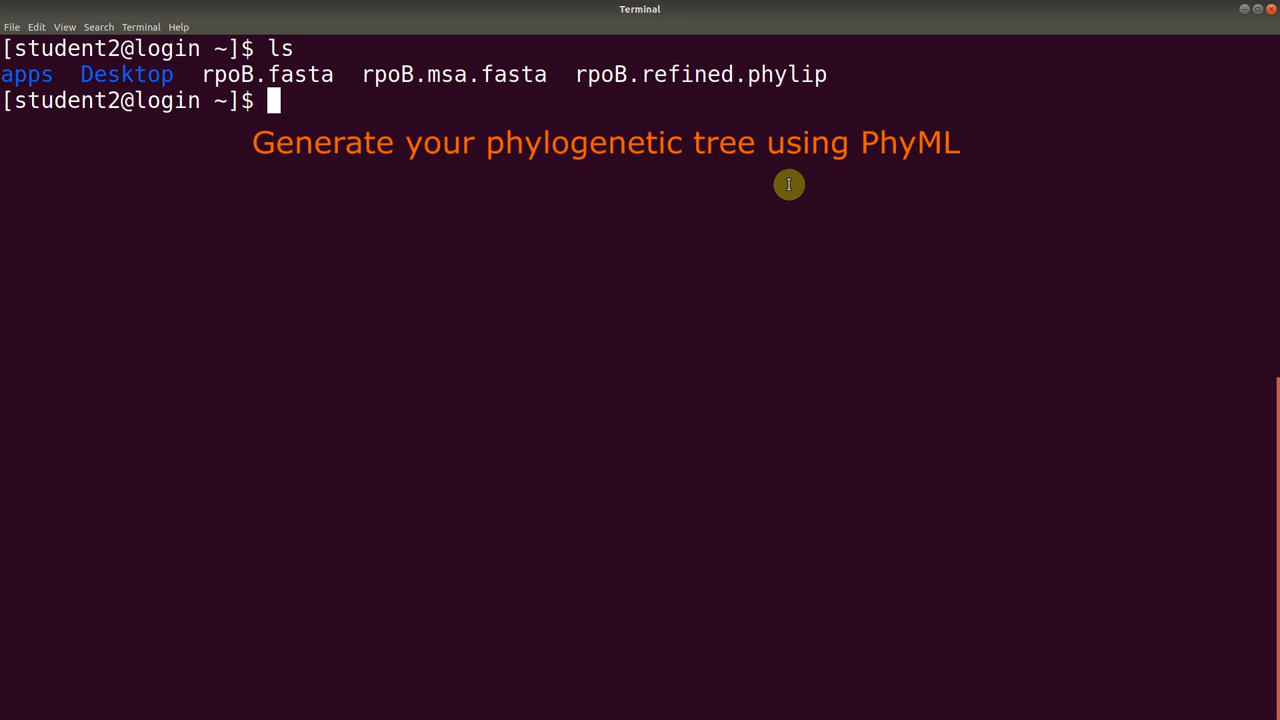 Terminal
File Edit View Search Terminal Help
[student2@login ~]$ ls
apps Desktop rpoB.fasta rpoB.msa.fasta rpoB.refined.phylip
[student2@login ~]$
Generate your phylogenetic tree using PhyML